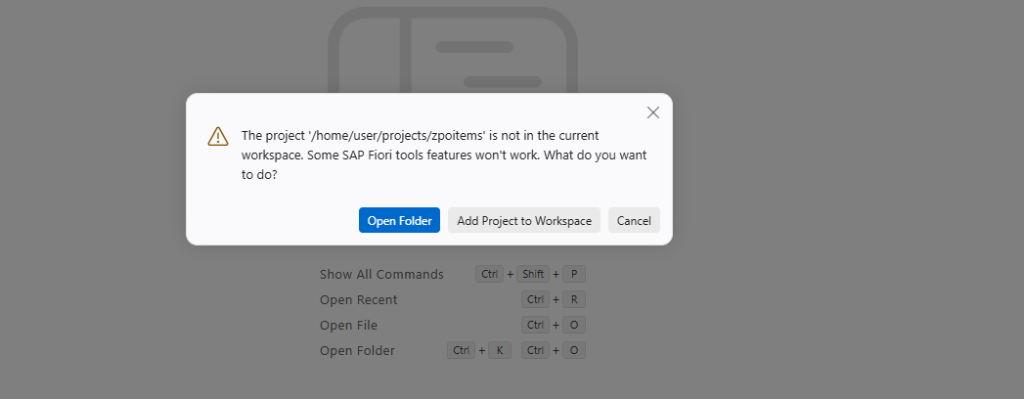 The project '/home/user/projects/zpoitems' is not in the current
workspace. Some SAP Fiori tools features won't work. What do you want
to do?
Open Folder Add Project to Workspace Cancel
Show All Commands Ctrl + Shift + P
Open Recent Ctrl + R
Open File Ctrl + O
Open Folder Ctrl + K Ctrl + O